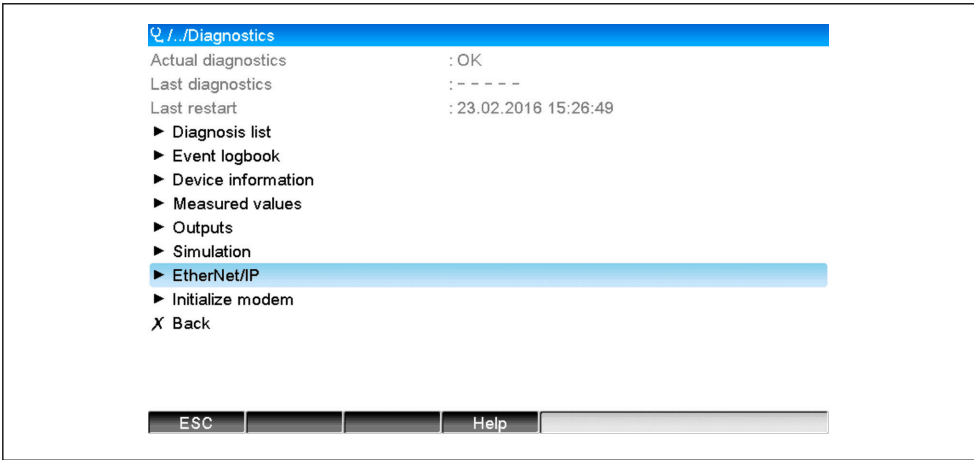 /../Diagnostics
Actual diagnostics : OK
Last diagnostics : - - - - -
Last restart : 23.02.2016 15:26:49
► Diagnosis list
► Event logbook
► Device information
► Measured values
► Outputs
► Simulation
► EtherNet/IP
► Initialize modem
X Back
ESC Help